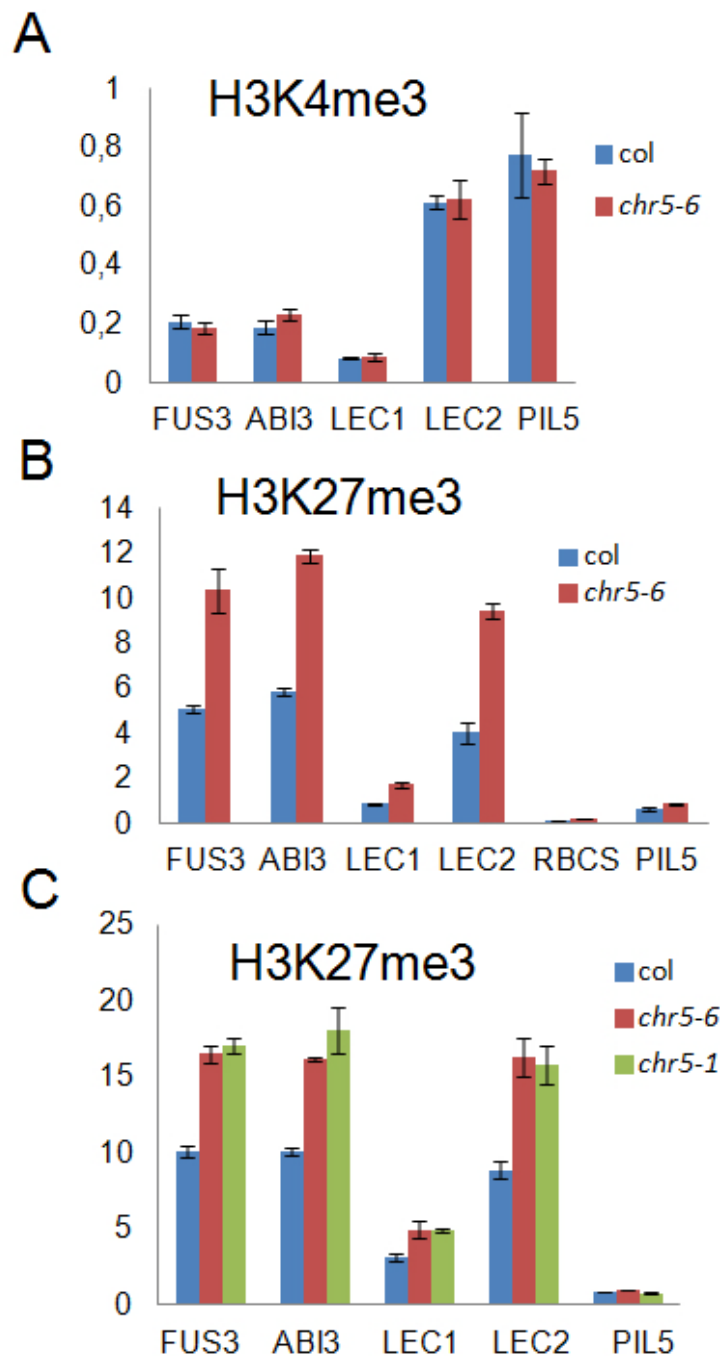 A
H3K4me3
1
0,8
0,6
0,4
0,2
0
col
chr5-6
FUS3 ABI3 LEC1 LEC2 PIL5
B
H3K27me3
14
12
10
8
6
4
2
0
col
chr5-6
FUS3 ABI3 LEC1 LEC2 RBCS PIL5
C
H3K27me3
25
20
15
10
5
0
col
chr5-6
chr5-1
FUS3 ABI3 LEC1 LEC2 PIL5